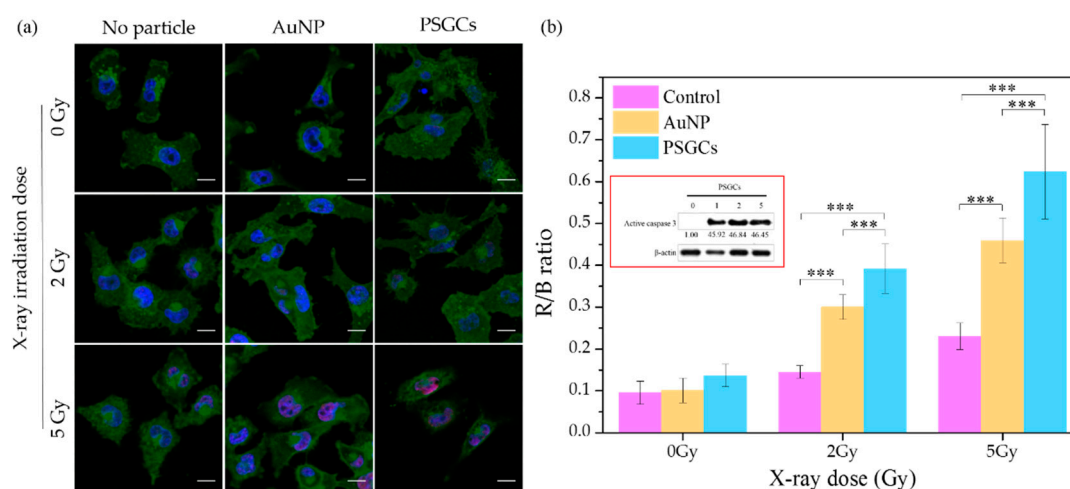 (a)
No particle AuNP PSGCs
X-ray irradiation dose
0 Gy
2 Gy
5 Gy
(b)
R/B ratio
0.8
0.7
0.6
0.5
0.4
0.3
0.2
0.1
0.0
Control
AuNP
PSGCs
***
***
***
***
***
***
PSGCs
0 1 2 5
Active caspase 3
1.00 45.92 46.84 46.45
β-actin
0Gy 2Gy 5Gy
X-ray dose (Gy)